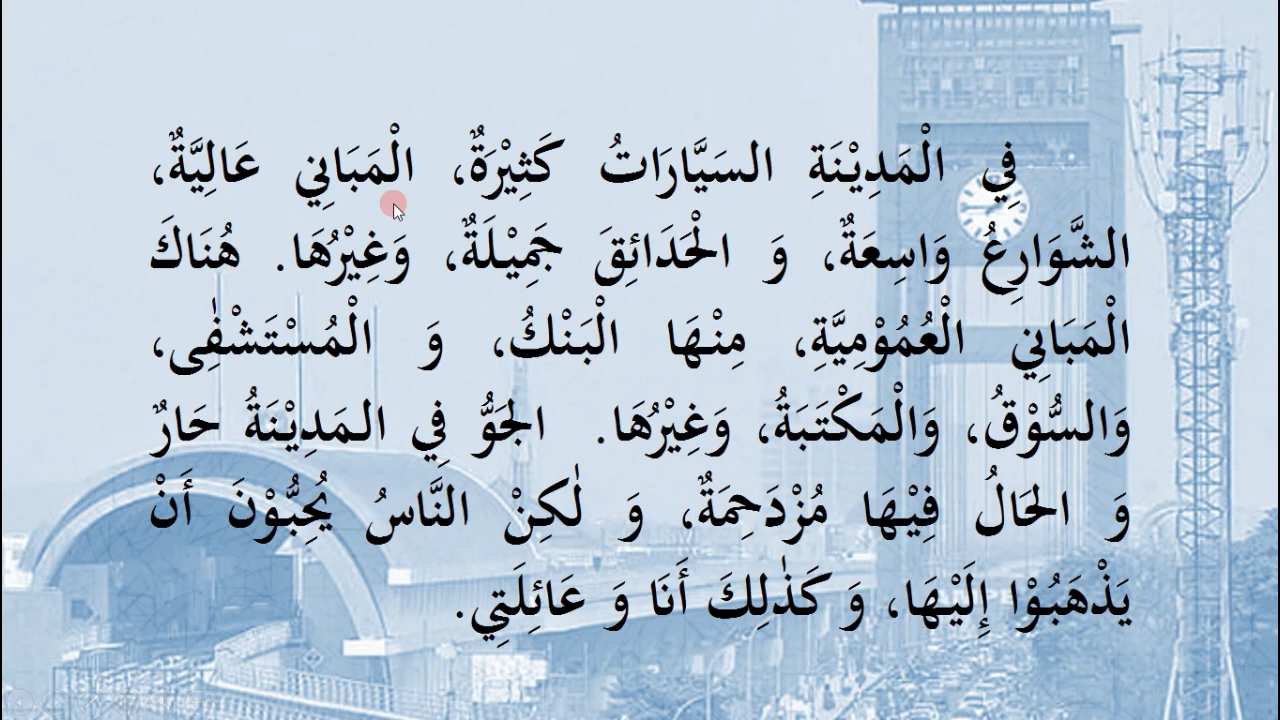 فِي الْمَدِيْنَةِ السَيَّارَاتُ كَثِيْرَةٌ، الْمَبَانِي عَالِيَّةٌ،
الشَّوَارِعُ وَاسِعَةٌ، وَ الْحَدَائِقَ جَمِيْلَةٌ، وَغِيْرُهَا. هُنَاكَ
الْمَبَانِي الْعُمُوْمِيَّةِ، مِنْهَا الْبَنْكُ، وَ الْمُسْتَشْفٰى،
وَالسُّوْقُ، وَالْمَكْتَبَةُ، وَغِيْرُهَا. الجَوُّ فِي المَدِيْنَةُ حَارٌ
وَ الحَالُ فِيْهَا مُزْدَحِمَةٌ، وَ لٰكِنْ النَّاسُ يُحِبُّوْنَ أَنْ
يَذْهَبُوْا إِلَيْهَا، وَ كَذٰلِكَ أَنَا وَ عَائِلَتِي.